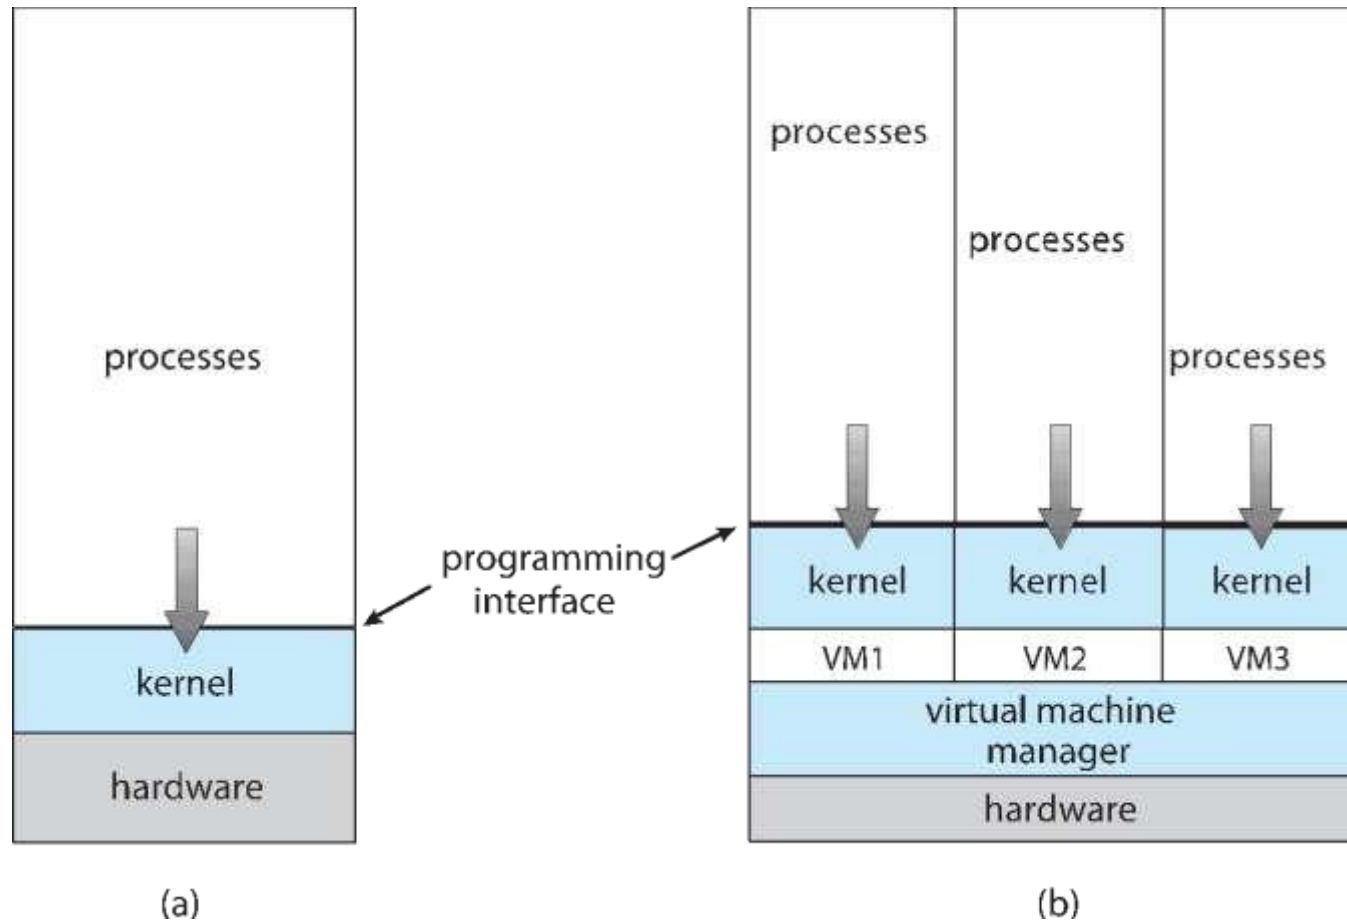 processes
programming
interface
kernel
hardware
(a)
processes
processes
processes
kernel kernel kernel
VM1 VM2 VM3
virtual machine
manager
hardware
(b)